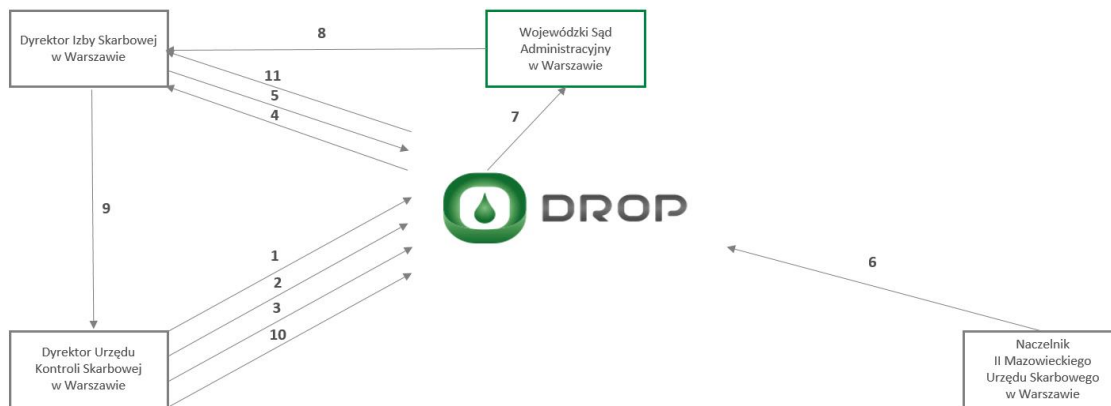 Dyrektor Izby Skarbowej
w Warszawie
8
Wojewódzki Sąd
Administracyjny
w Warszawie
11
5
4
7
9
DROP
1
2
3
10
6
Dyrektor Urzędu
Kontroli Skarbowej
w Warszawie
Naczelnik
II Mazowieckiego
Urzędu Skarbowego
w Warszawie